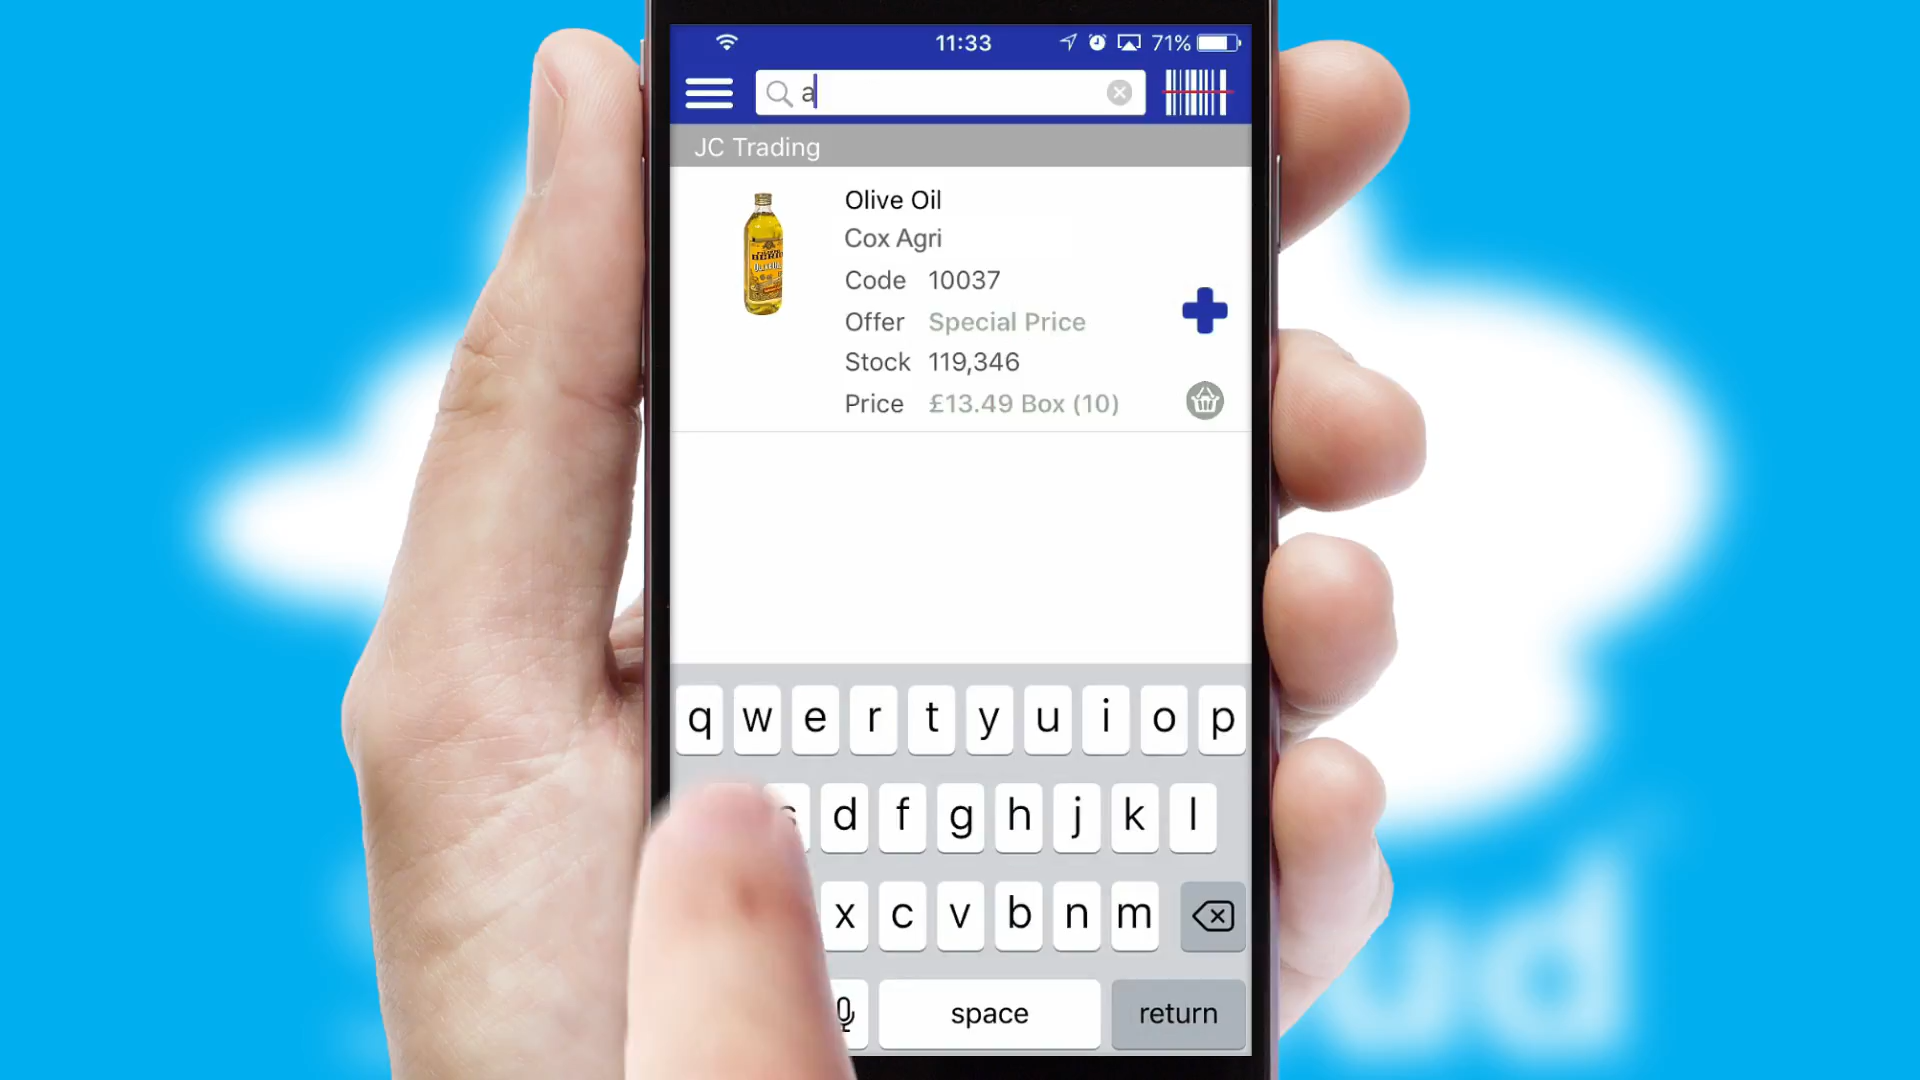 11:33 71%
a
JC Trading
Olive Oil
Cox Agri
Code 10037
Offer Special Price
Stock 119,346
Price £13.49 Box (10)
q w e r t y u i o p
s d f g h j k l
x c v b n m
space return
ud